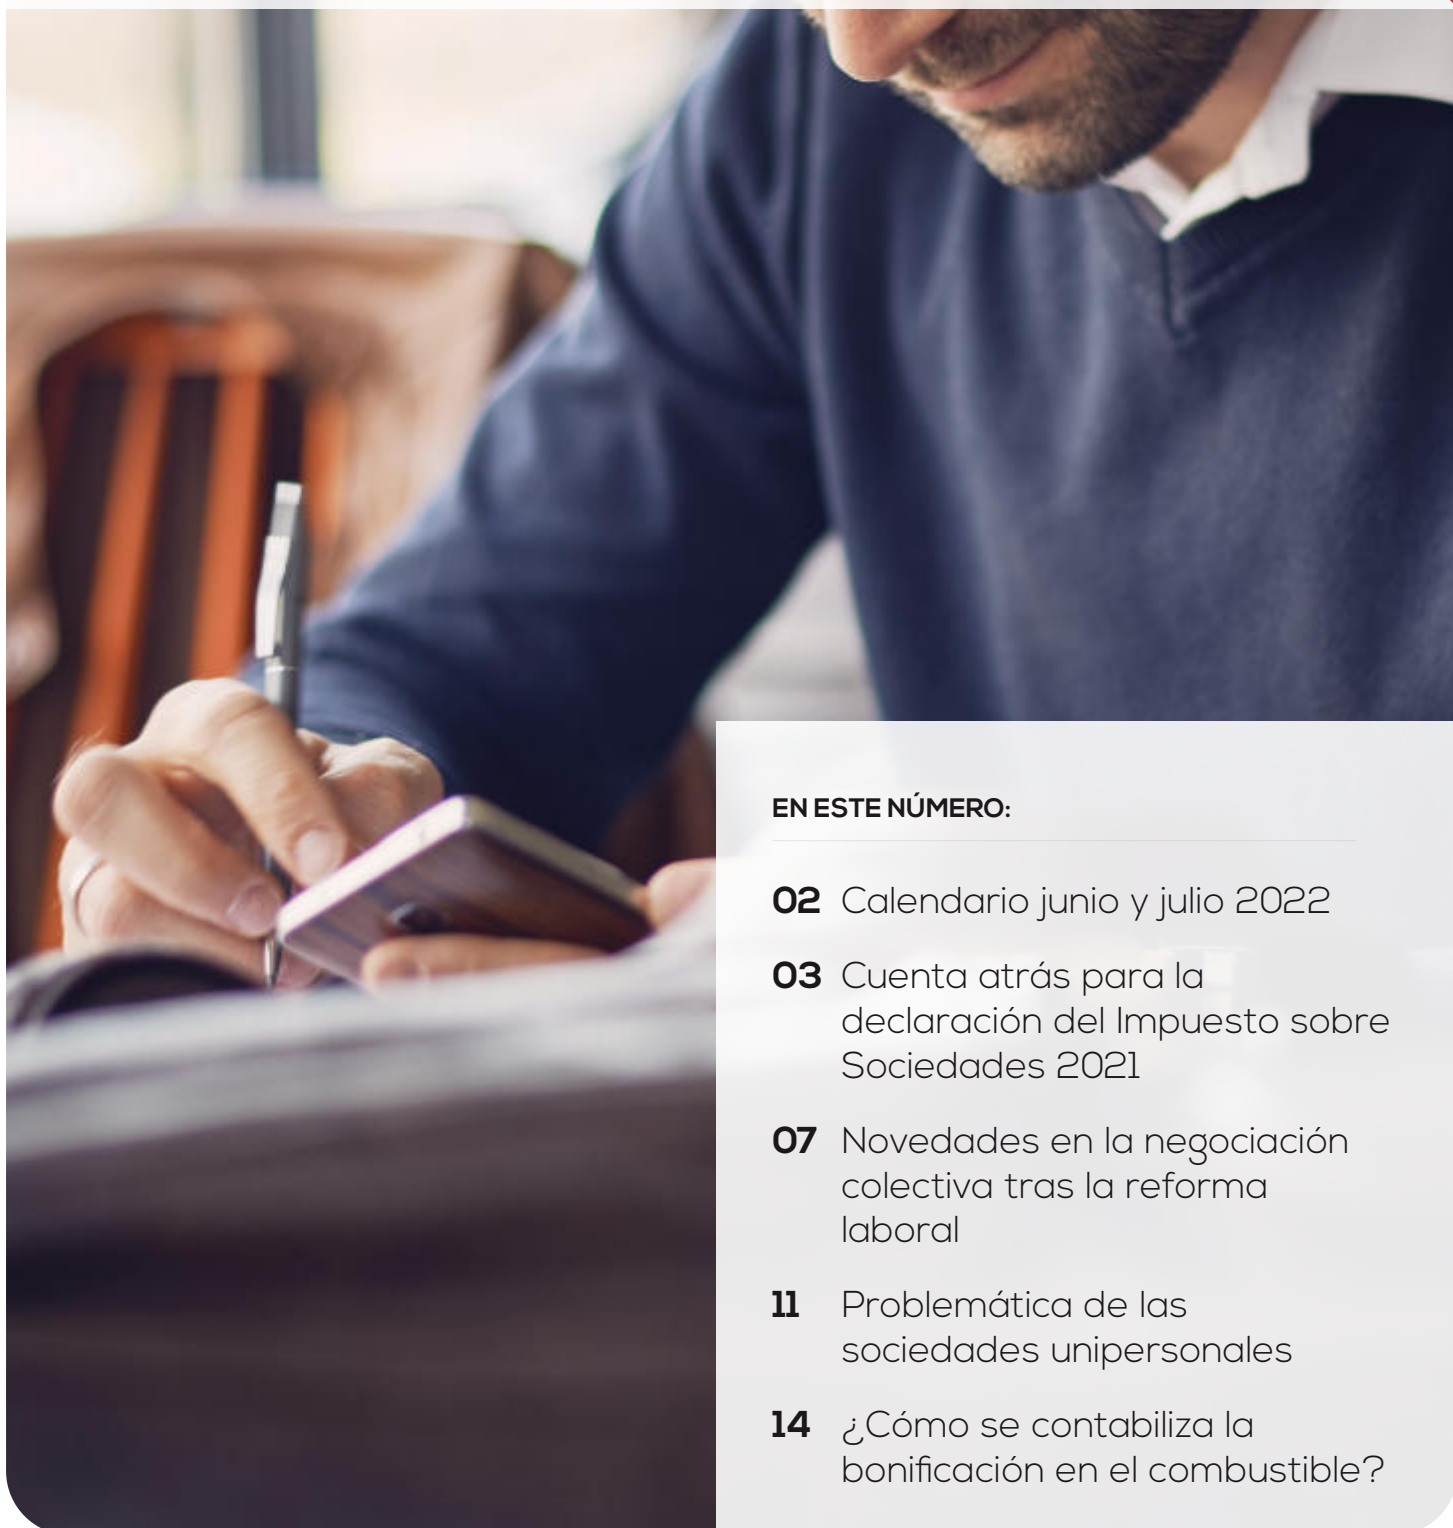 EN ESTE NÚMERO:
02 Calendario junio y julio 2022
03 Cuenta atrás para la
declaración del Impuesto sobre
Sociedades 2021
07 Novedades en la negociación
colectiva tras la reforma
laboral
11 Problemática de las
sociedades unipersonales
14 ¿Cómo se contabiliza la
bonificación en el combustible?